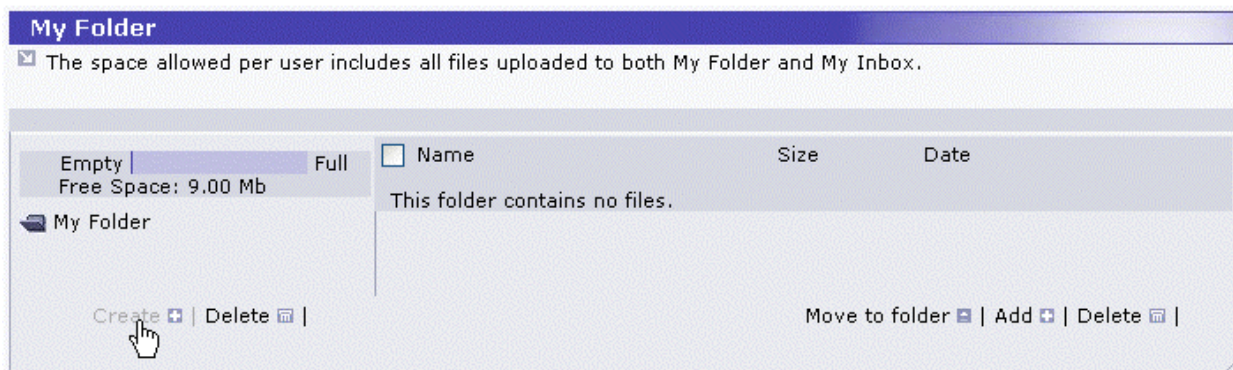 My Folder
The space allowed per user includes all files uploaded to both My Folder and My Inbox.
Empty Full
Free Space: 9.00 Mb
My Folder
Create | Delete |
Name Size Date
This folder contains no files.
Move to folder | Add | Delete |